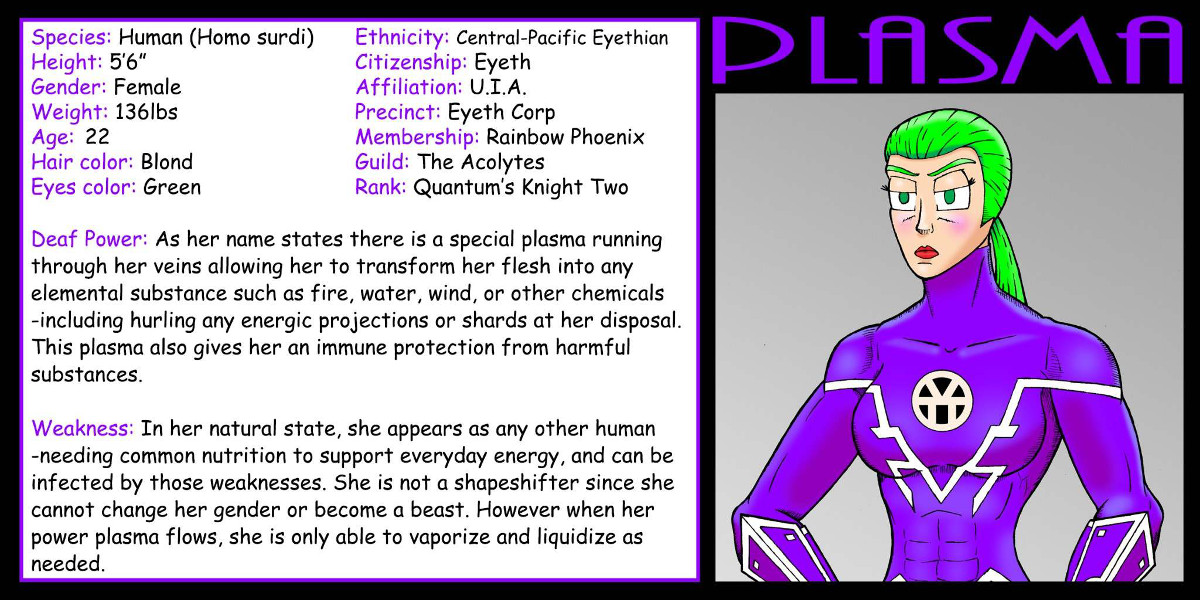 PLASMA
Species: Human (Homo surdi)
Height: 5'6"
Gender: Female
Weight: 136lbs
Age: 22
Hair color: Blond
Eyes color: Green
Ethnicity: Central-Pacific Eyethian
Citizenship: Eyeth
Affiliation: U.I.A.
Precinct: Eyeth Corp
Membership: Rainbow Phoenix
Guild: The Acolytes
Rank: Quantum's Knight Two
Deaf Power: As her name states there is a special plasma running
through her veins allowing her to transform her flesh into any
elemental substance such as fire, water, wind, or other chemicals
-including hurling any energic projections or shards at her disposal.
This plasma also gives her an immune protection from harmful
substances.
Weakness: In her natural state, she appears as any other human
-needing common nutrition to support everyday energy, and can be
infected by those weaknesses. She is not a shapeshifter since she
cannot change her gender or become a beast. However when her
power plasma flows, she is only able to vaporize and liquidize as
needed.